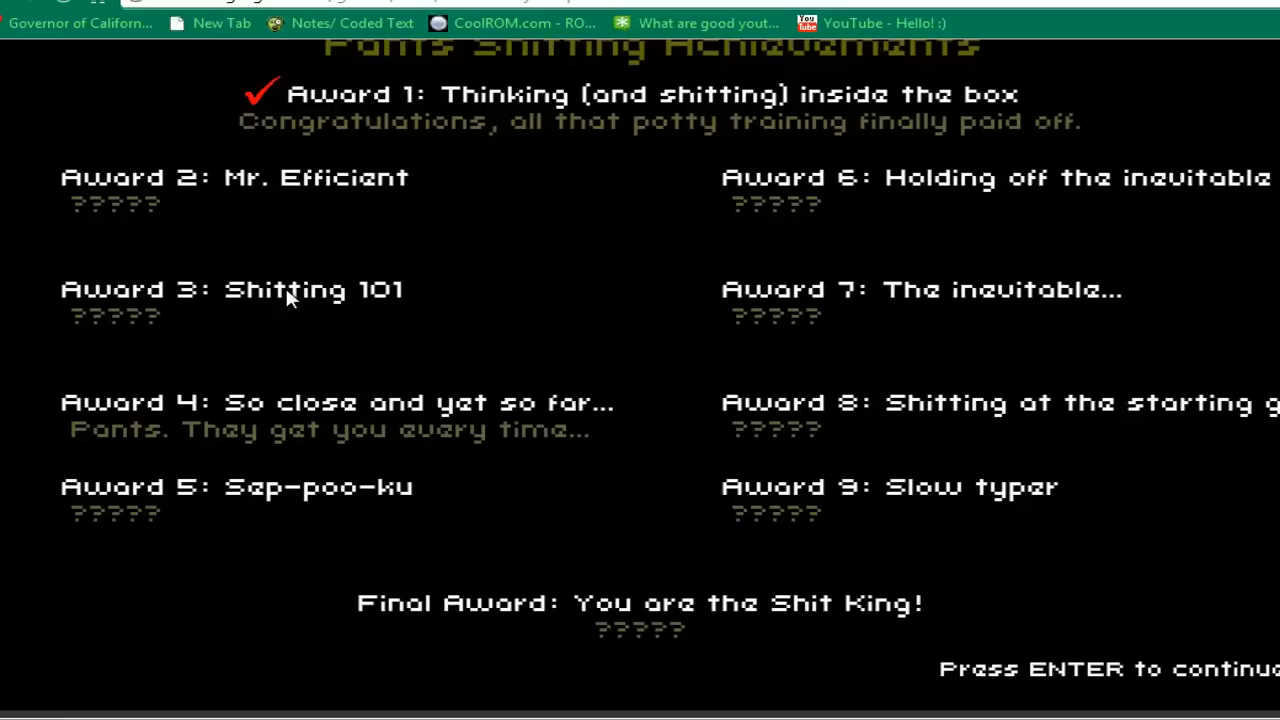 Governor of Californ... New Tab Notes/ Coded Text CoolROM.com - RO... What are good yout... YouTube - Hello! :)
Pants Shitting Achievements
Award 1: Thinking (and shitting) inside the box
Congratulations, all that potty training finally paid off.
Award 2: Mr. Efficient
?????
Award 3: Shitting 101
?????
Award 4: So close and yet so far...
Pants. They get you every time...
Award 5: Sep-poo-ku
?????
Award 6: Holding off the inevitable
?????
Award 7: The inevitable...
?????
Award 8: Shitting at the starting g
?????
Award 9: Slow typer
?????
Final Award: You are the Shit King!
?????
Press ENTER to continue